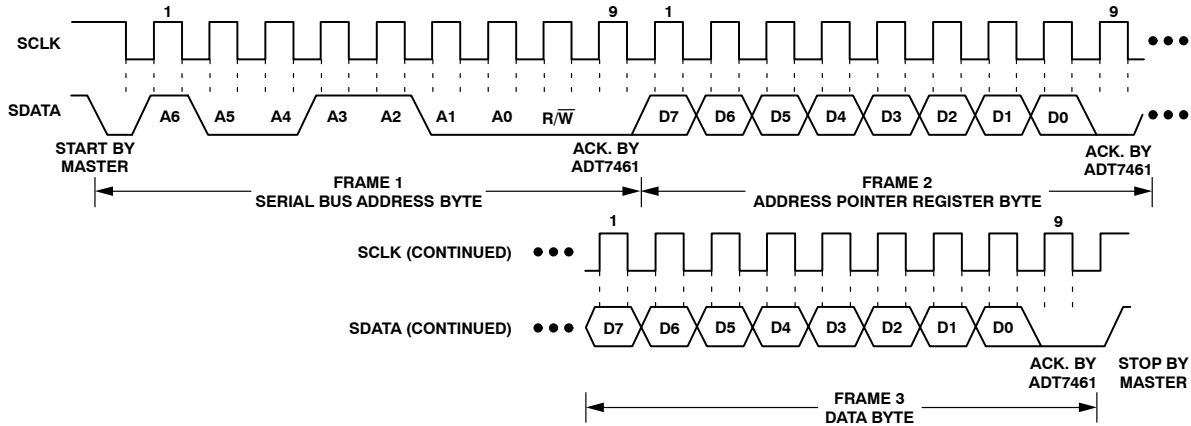 1 9 1 9
SCLK
SDATA A6 A5 A4 A3 A2 A1 A0 R/W̅ D7 D6 D5 D4 D3 D2 D1 D0
START BY
MASTER
ACK. BY
ADT7461
ACK. BY
ADT7461
FRAME 1
SERIAL BUS ADDRESS BYTE
FRAME 2
ADDRESS POINTER REGISTER BYTE
1 9
SCLK (CONTINUED)
SDATA (CONTINUED) D7 D6 D5 D4 D3 D2 D1 D0
ACK. BY
ADT7461
STOP BY
MASTER
FRAME 3
DATA BYTE